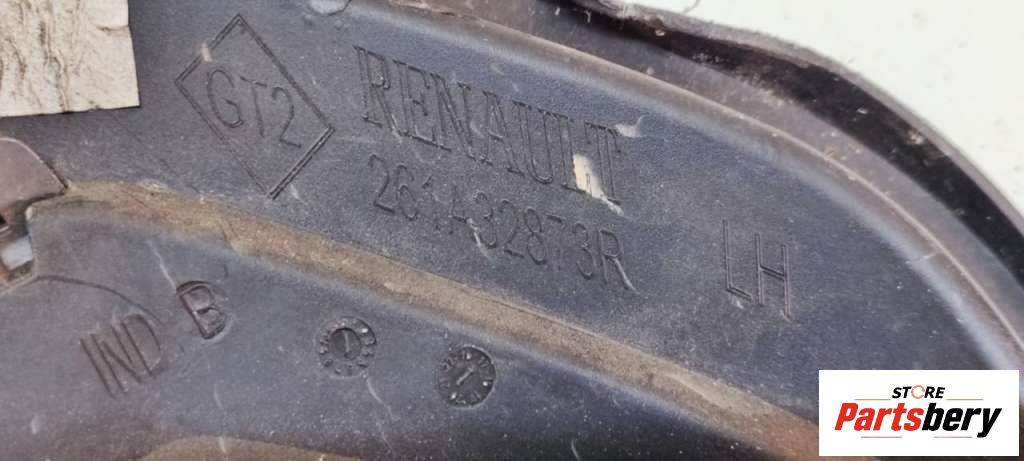 GT2
RENAULT
261A32873R
LH
IND B
STORE
Partsbery